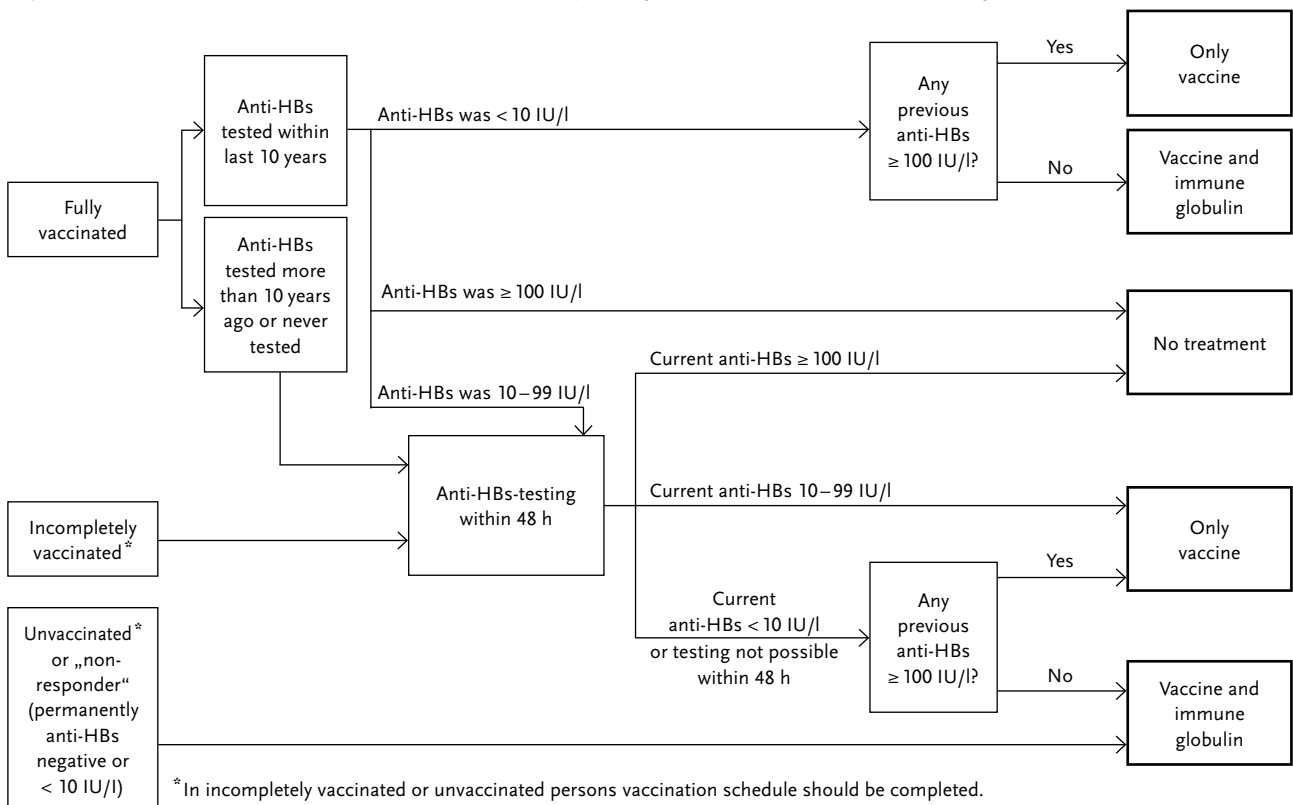 Fully
vaccinated
Anti-HBs
tested within
last 10 years
Anti-HBs
tested more
than 10 years
ago or never
tested
Anti-HBs was < 10 IU/l
Any
previous
anti-HBs
≥ 100 IU/l?
Yes
Only
vaccine
No
Vaccine and
immune
globulin
Anti-HBs was ≥ 100 IU/l
No treatment
Current anti-HBs ≥ 100 IU/l
Anti-HBs was 10–99 IU/l
Incompletely
vaccinated*
Anti-HBs-testing
within 48 h
Current anti-HBs 10–99 IU/l
Only
vaccine
Current
anti-HBs < 10 IU/l
or testing not possible
within 48 h
Any
previous
anti-HBs
≥ 100 IU/l?
Yes
No
Vaccine and
immune
globulin
Unvaccinated*
or „non-
responder“
(permanently
anti-HBs
negative or
< 10 IU/l)
*In incompletely vaccinated or unvaccinated persons vaccination schedule should be completed.